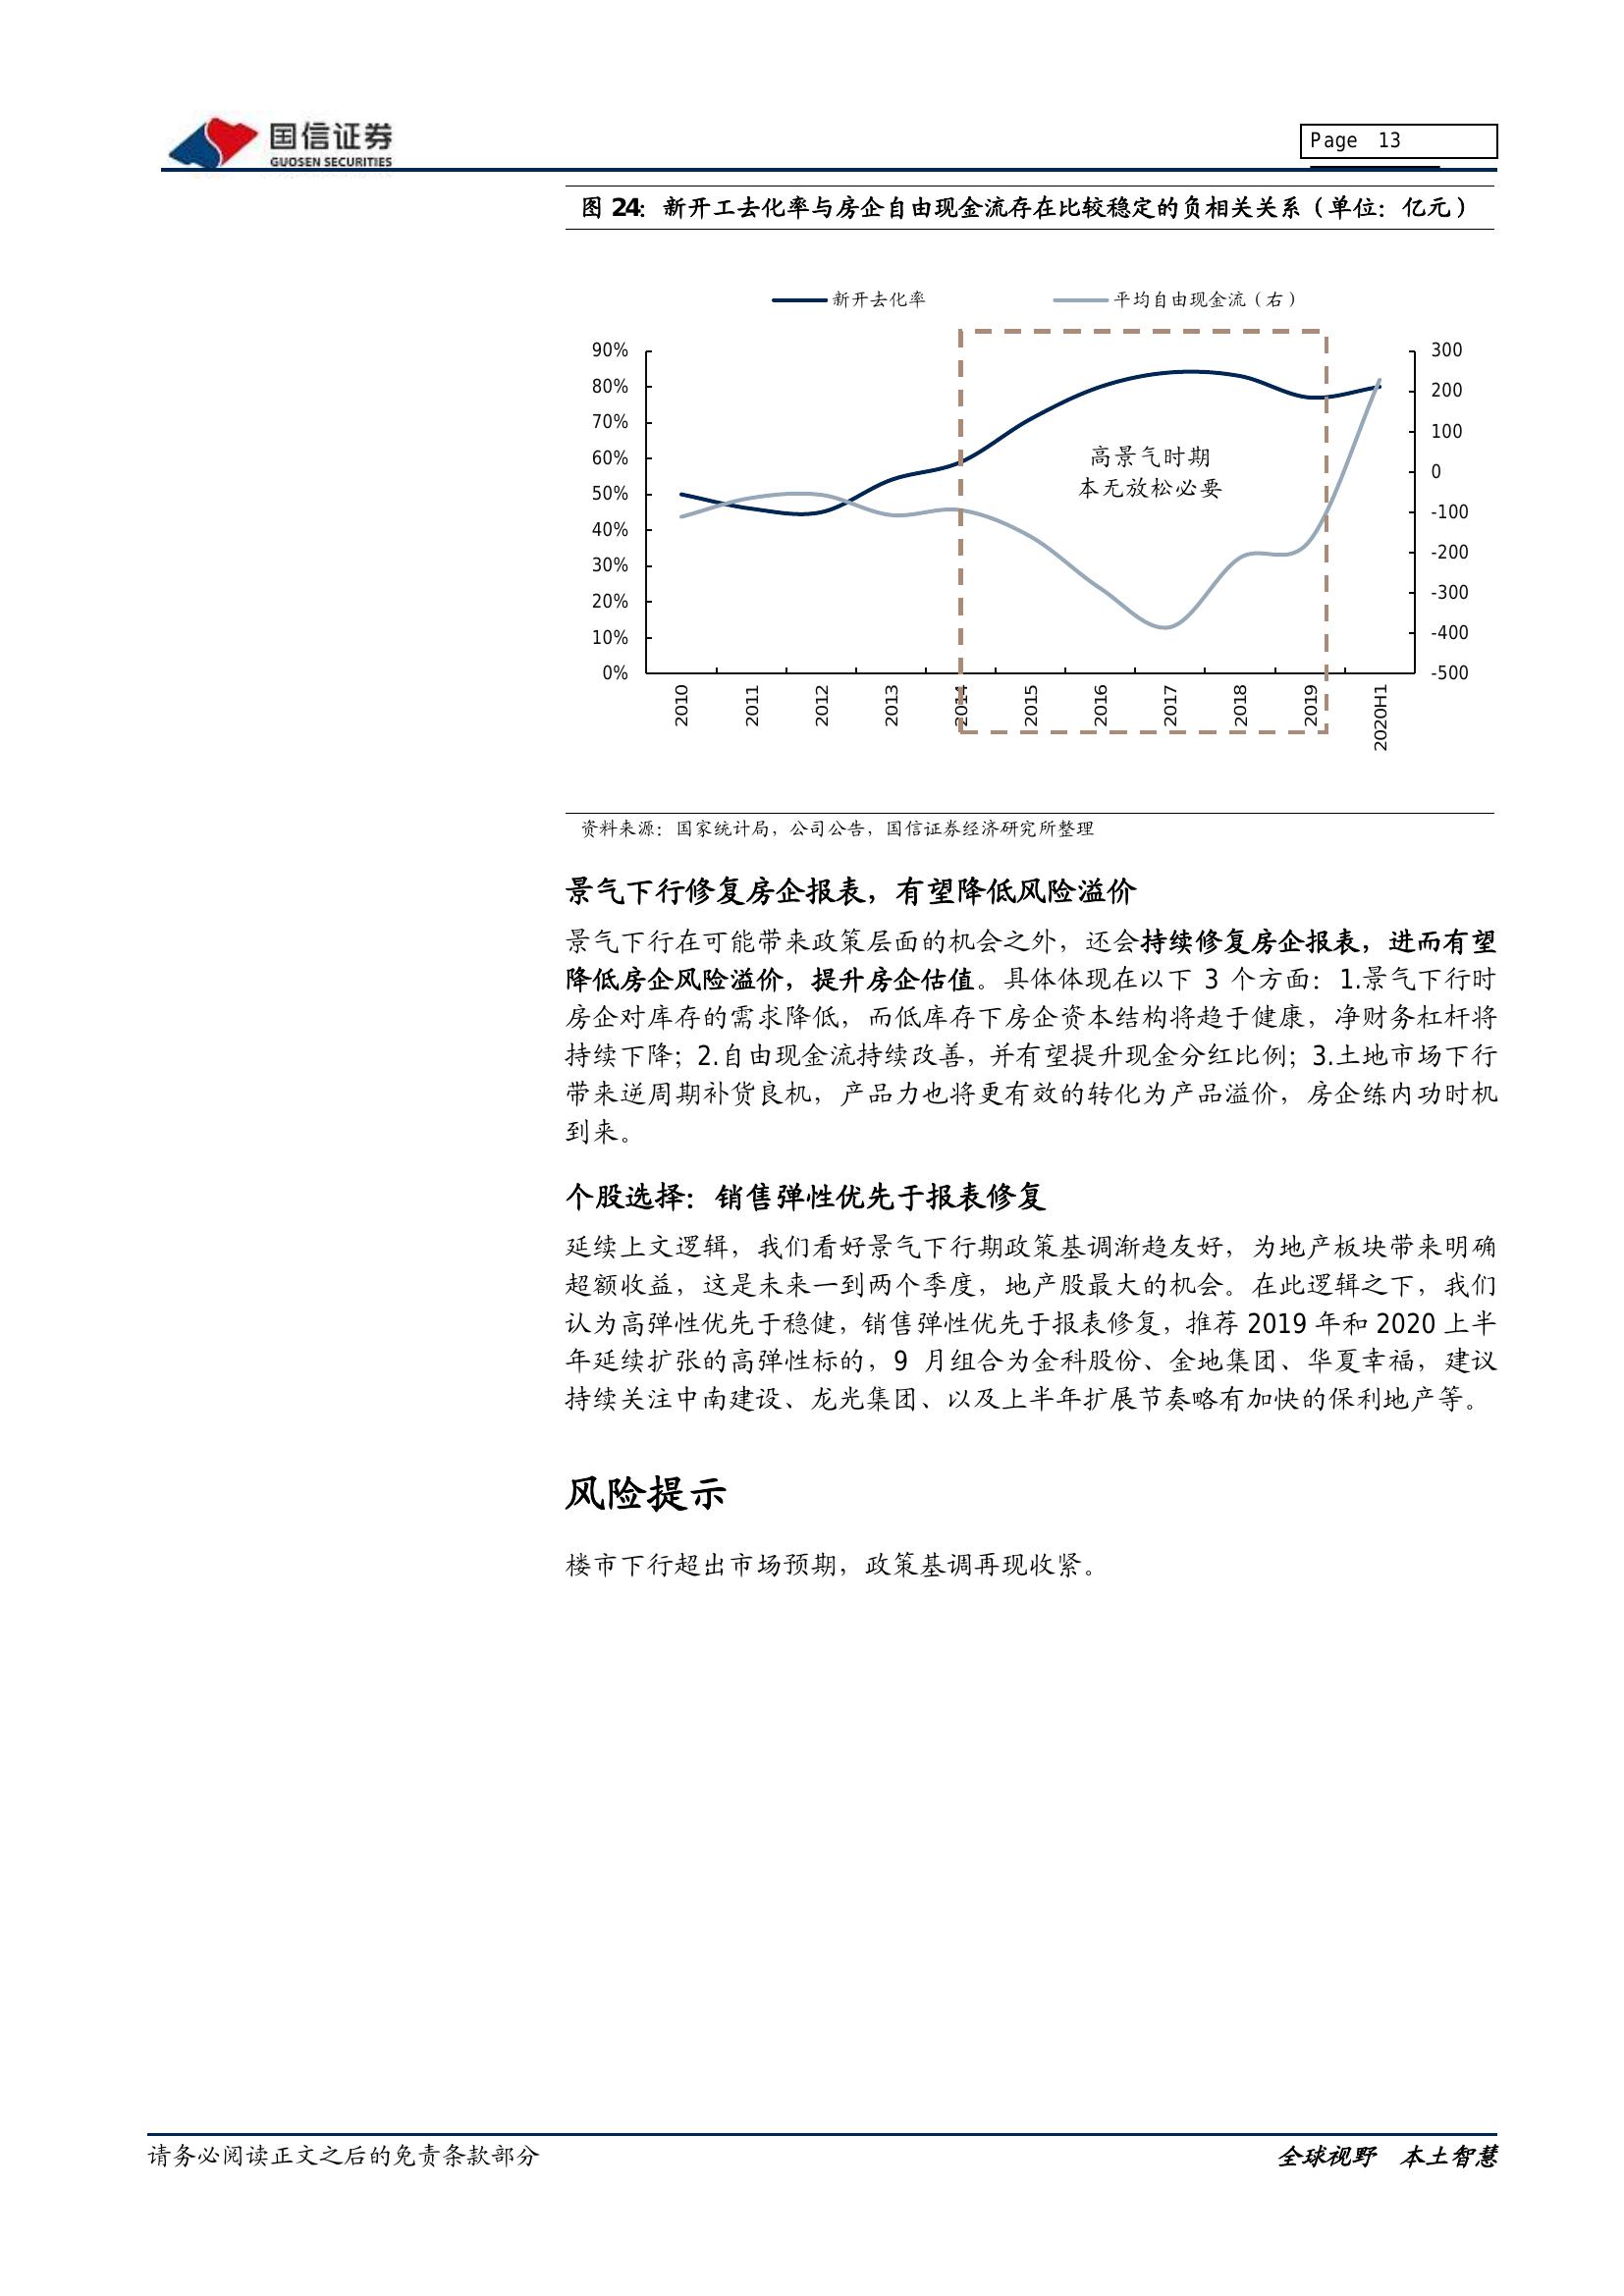 国信证券
GUOSEN SECURITIES
Page 13
图 24：新开工去化率与房企自由现金流存在比较稳定的负相关关系（单位：亿元）
新开去化率 平均自由现金流（右）
90%
80%
70%
60%
50%
40%
30%
20%
10%
0%
300
200
100
0
-100
-200
-300
-400
-500
高景气时期
本无放松必要
2010 2011 2012 2013 2014 2015 2016 2017 2018 2019 2020H1
资料来源：国家统计局，公司公告，国信证券经济研究所整理
景气下行修复房企报表，有望降低风险溢价
景气下行在可能带来政策层面的机会之外，还会持续修复房企报表，进而有望
降低房企风险溢价，提升房企估值。具体体现在以下 3 个方面：1.景气下行时
房企对库存的需求降低，而低库存下房企资本结构将趋于健康，净财务杠杆将
持续下降；2.自由现金流持续改善，并有望提升现金分红比例；3.土地市场下行
带来逆周期补货良机，产品力也将更有效的转化为产品溢价，房企练内功时机
到来。
个股选择：销售弹性优先于报表修复
延续上文逻辑，我们看好景气下行期政策基调渐趋友好，为地产板块带来明确
超额收益，这是未来一到两个季度，地产股最大的机会。在此逻辑之下，我们
认为高弹性优先于稳健，销售弹性优先于报表修复，推荐 2019 年和 2020 上半
年延续扩张的高弹性标的，9 月组合为金科股份、金地集团、华夏幸福，建议
持续关注中南建设、龙光集团、以及上半年扩展节奏略有加快的保利地产等。
风险提示
楼市下行超出市场预期，政策基调再现收紧。
请务必阅读正文之后的免责条款部分
全球视野 本土智慧